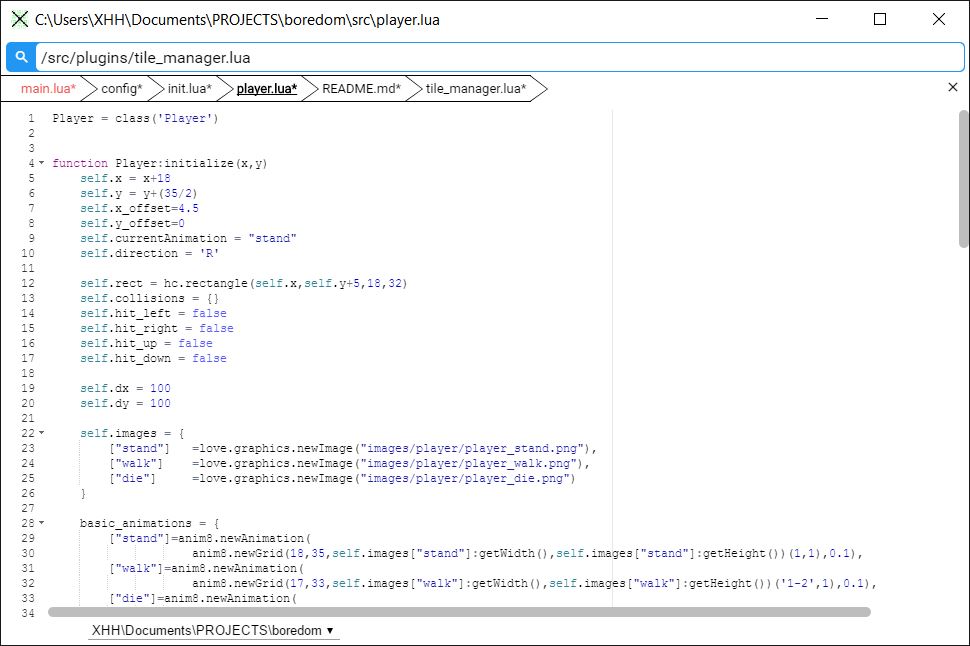 C:\Users\XHH\Documents\PROJECTS\boredom\src\player.lua
/src/plugins/tile_manager.lua
main.lua* config* init.lua* player.lua* README.md* tile_manager.lua*
1 Player = class('Player')
2
3
4 function Player:initialize(x,y)
5 self.x = x+18
6 self.y = y+(35/2)
7 self.x_offset=4.5
8 self.y_offset=0
9 self.currentAnimation = "stand"
10 self.direction = 'R'
11
12 self.rect = hc.rectangle(self.x,self.y+5,18,32)
13 self.collisions = {}
14 self.hit_left = false
15 self.hit_right = false
16 self.hit_up = false
17 self.hit_down = false
18
19 self.dx = 100
20 self.dy = 100
21
22 self.images = {
23 ["stand"] =love.graphics.newImage("images/player/player_stand.png"),
24 ["walk"] =love.graphics.newImage("images/player/player_walk.png"),
25 ["die"] =love.graphics.newImage("images/player/player_die.png")
26 }
27
28 basic_animations = {
29 ["stand"]=anim8.newAnimation(
30 anim8.newGrid(18,35,self.images["stand"]:getWidth(),self.images["stand"]:getHeight())(1,1),0.1),
31 ["walk"]=anim8.newAnimation(
32 anim8.newGrid(17,33,self.images["walk"]:getWidth(),self.images["walk"]:getHeight())('1-2',1),0.1),
33 ["die"]=anim8.newAnimation(
34
XHH\Documents\PROJECTS\boredom